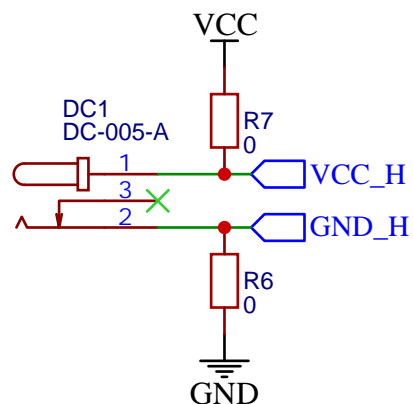 VCC
DC1
DC-005-A
R7
0
1
VCC_H
3
2
GND_H
R6
0
GND